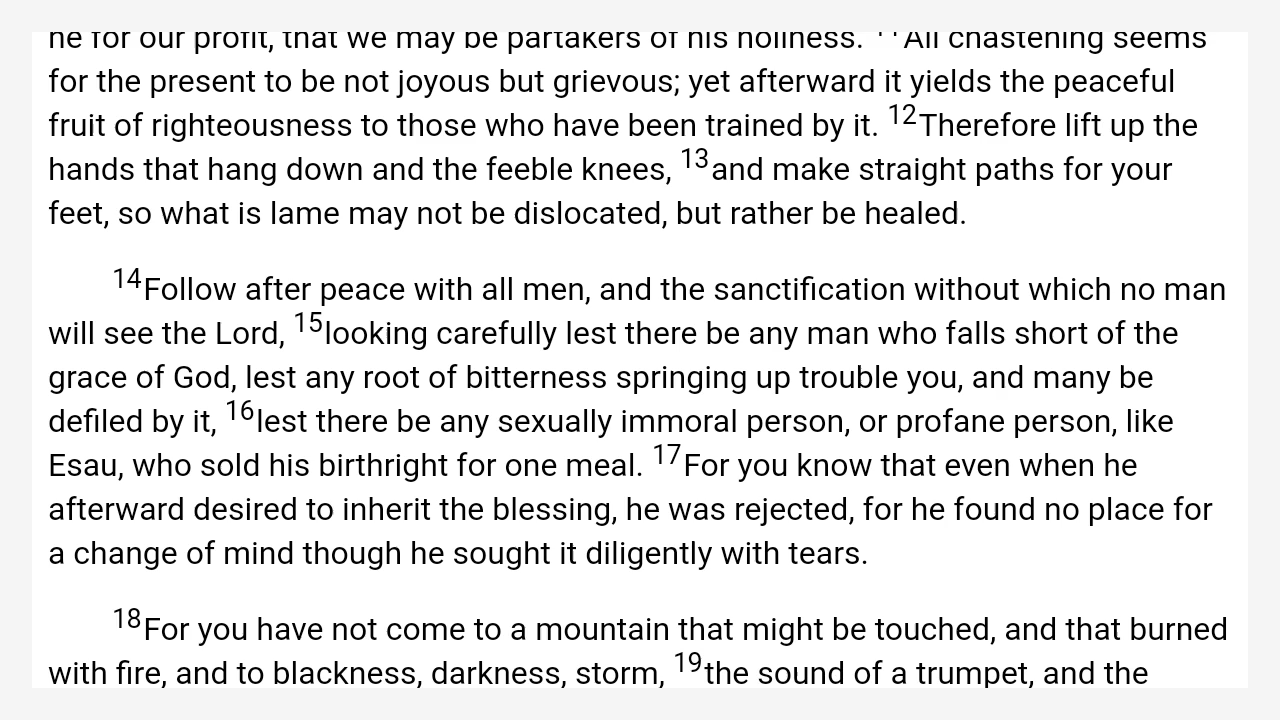 he for our profit, that we may be partakers of his holiness. 11All chastening seems
for the present to be not joyous but grievous; yet afterward it yields the peaceful
fruit of righteousness to those who have been trained by it. 12Therefore lift up the
hands that hang down and the feeble knees, 13and make straight paths for your
feet, so what is lame may not be dislocated, but rather be healed.
14Follow after peace with all men, and the sanctification without which no man
will see the Lord, 15looking carefully lest there be any man who falls short of the
grace of God, lest any root of bitterness springing up trouble you, and many be
defiled by it, 16lest there be any sexually immoral person, or profane person, like
Esau, who sold his birthright for one meal. 17For you know that even when he
afterward desired to inherit the blessing, he was rejected, for he found no place for
a change of mind though he sought it diligently with tears.
18For you have not come to a mountain that might be touched, and that burned
with fire, and to blackness, darkness, storm, 19the sound of a trumpet, and the